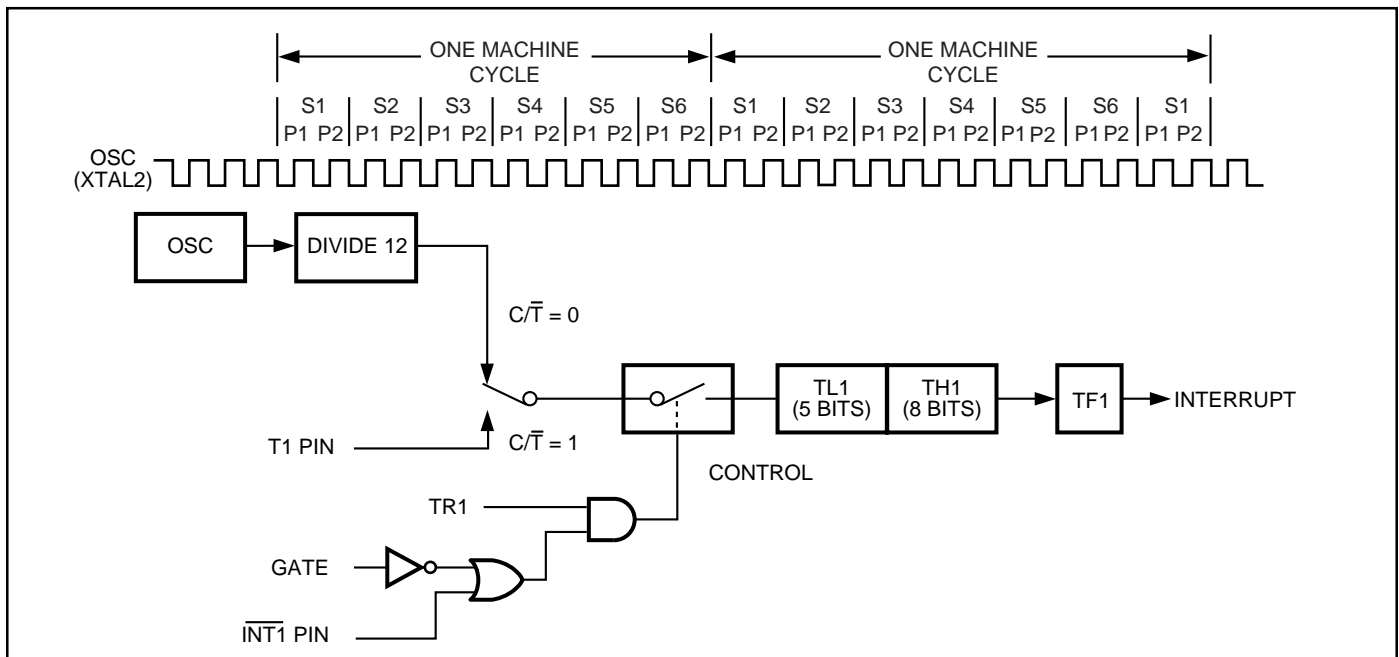 ONE MACHINE CYCLE ONE MACHINE CYCLE
S1 S2 S3 S4 S5 S6 S1 S2 S3 S4 S5 S6 S1
P1 P2 P1 P2 P1 P2 P1 P2 P1 P2 P1 P2 P1 P2 P1 P2 P1 P2 P1 P2 P1 P2 P1 P2 P1 P2
OSC
(XTAL2)
OSC
DIVIDE 12
C/T̅ = 0
TL1
(5 BITS)
TH1
(8 BITS)
TF1
INTERRUPT
T1 PIN
C/T̅ = 1
CONTROL
TR1
GATE
I̅N̅T̅1̅ PIN